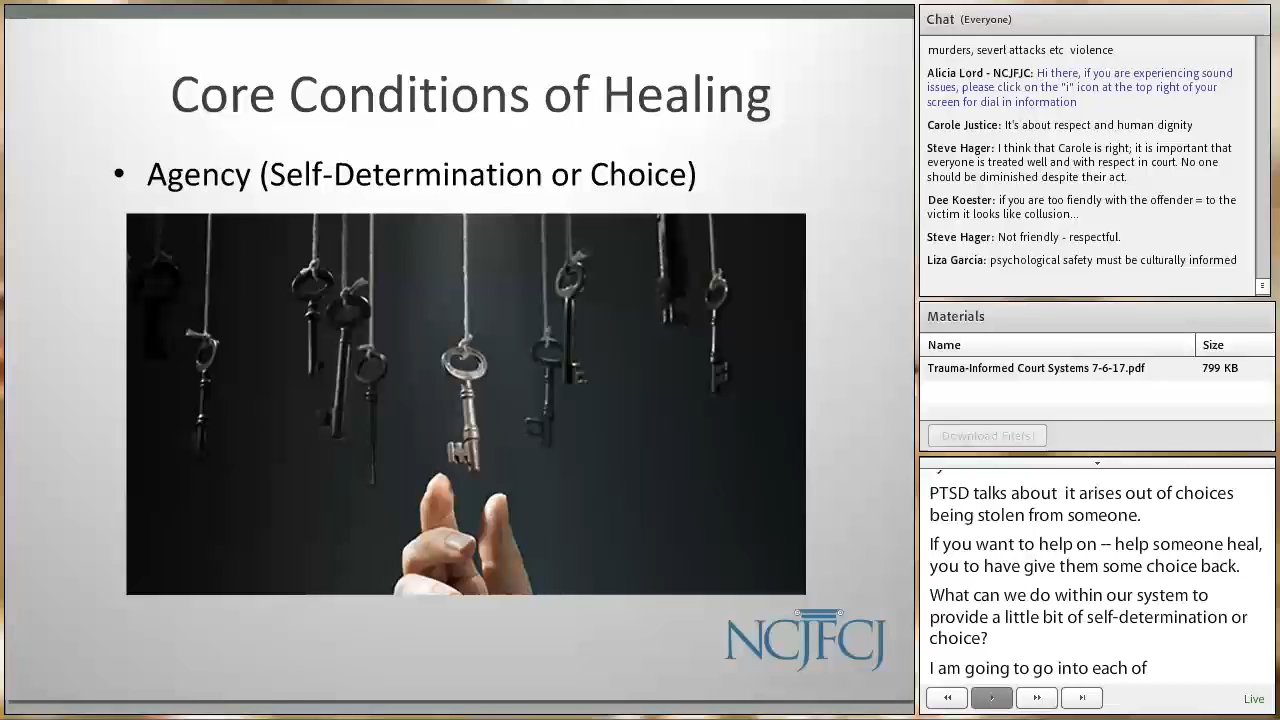 Core Conditions of Healing
• Agency (Self-Determination or Choice)
NCJFCJ
Chat (Everyone)
murders, severl attacks etc violence
Alicia Lord - NCJFJC: Hi there, if you are experiencing sound
issues, please click on the "i" icon at the top right of your
screen for dial in information
Carole Justice: It's about respect and human dignity
Steve Hager: I think that Carole is right; it is important that
everyone is treated well and with respect in court. No one
should be diminished despite their act.
Dee Koester: if you are too fiendly with the offender = to the
victim it looks like collusion...
Steve Hager: Not friendly - respectful.
Liza Garcia: psychological safety must be culturally informed
Materials
Name Size
Trauma-Informed Court Systems 7-6-17.pdf 799 KB
Download File(s)
PTSD talks about it arises out of choices
being stolen from someone.
If you want to help on -- help someone heal,
you to have give them some choice back.
What can we do within our system to
provide a little bit of self-determination or
choice?
I am going to go into each of
Live